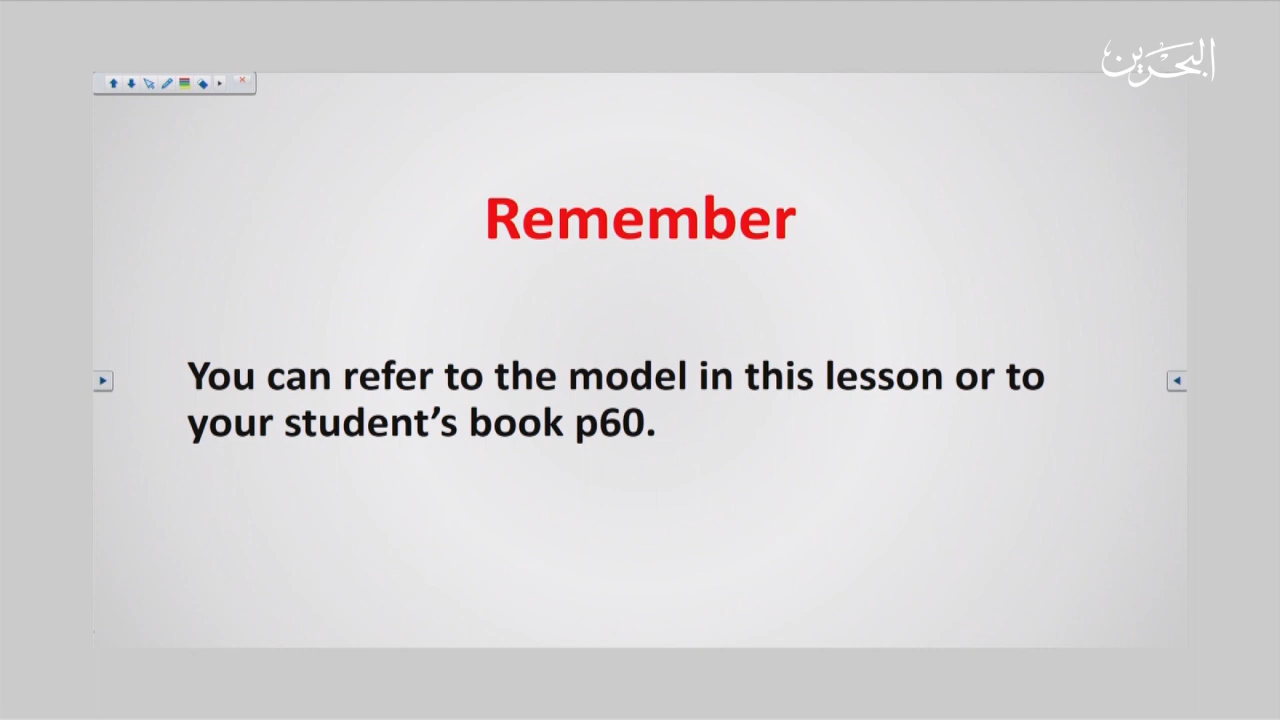 البحرين
Remember
You can refer to the model in this lesson or to
your student’s book p60.